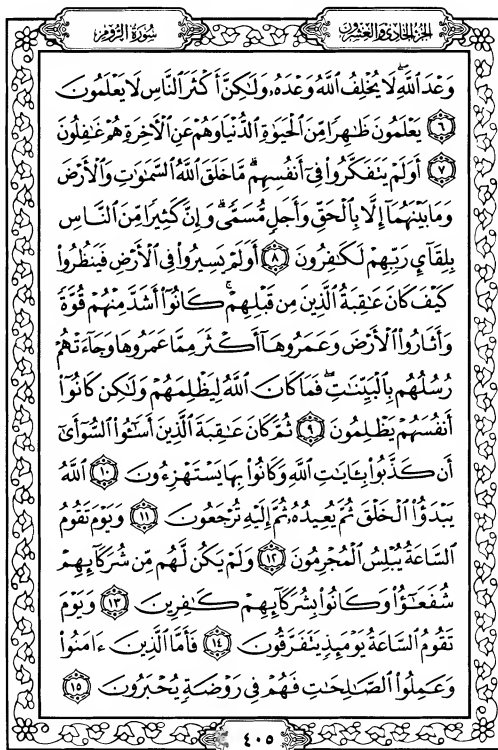 الجزء الحادي والعشرون
سورة الروم
وَعْدَ ٱللَّهِ لَا يُخْلِفُ ٱللَّهُ وَعْدَهُۥ وَلَٰكِنَّ أَكْثَرَ ٱلنَّاسِ لَا يَعْلَمُونَ
٦ يَعْلَمُونَ ظَٰهِرًا مِّنَ ٱلْحَيَوٰةِ ٱلدُّنْيَا وَهُمْ عَنِ ٱلْءَاخِرَةِ هُمْ غَٰفِلُونَ
٧ أَوَلَمْ يَتَفَكَّرُوا۟ فِىٓ أَنفُسِهِم ۗ مَّا خَلَقَ ٱللَّهُ ٱلسَّمَٰوَٰتِ وَٱلْأَرْضَ
وَمَا بَيْنَهُمَآ إِلَّا بِٱلْحَقِّ وَأَجَلٍ مُّسَمًّى ۗ وَإِنَّ كَثِيرًا مِّنَ ٱلنَّاسِ
بِلِقَآئِ رَبِّهِمْ لَكَٰفِرُونَ ٨ أَوَلَمْ يَسِيرُوا۟ فِى ٱلْأَرْضِ فَيَنظُرُوا۟
كَيْفَ كَانَ عَٰقِبَةُ ٱلَّذِينَ مِن قَبْلِهِمْ ۚ كَانُوٓا۟ أَشَدَّ مِنْهُمْ قُوَّةً
وَأَثَارُوا۟ ٱلْأَرْضَ وَعَمَرُوهَآ أَكْثَرَ مِمَّا عَمَرُوهَا وَجَآءَتْهُمْ
رُسُلُهُم بِٱلْبَيِّنَٰتِ ۖ فَمَا كَانَ ٱللَّهُ لِيَظْلِمَهُمْ وَلَٰكِن كَانُوٓا۟
أَنفُسَهُمْ يَظْلِمُونَ ٩ ثُمَّ كَانَ عَٰقِبَةَ ٱلَّذِينَ أَسَٰٓـُٔوا۟ ٱلسُّوٓأَىٰٓ
أَن كَذَّبُوا۟ بِـَٔايَٰتِ ٱللَّهِ وَكَانُوا۟ بِهَا يَسْتَهْزِءُونَ ١٠ ٱللَّهُ
يَبْدَؤُا۟ ٱلْخَلْقَ ثُمَّ يُعِيدُهُۥ ثُمَّ إِلَيْهِ تُرْجَعُونَ ١١ وَيَوْمَ تَقُومُ
ٱلسَّاعَةُ يُبْلِسُ ٱلْمُجْرِمُونَ ١٢ وَلَمْ يَكُن لَّهُم مِّن شُرَكَآئِهِمْ
شُفَعَٰٓؤُا۟ وَكَانُوا۟ بِشُرَكَآئِهِمْ كَٰفِرِينَ ١٣ وَيَوْمَ
تَقُومُ ٱلسَّاعَةُ يَوْمَئِذٍ يَتَفَرَّقُونَ ١٤ فَأَمَّا ٱلَّذِينَ ءَامَنُوا۟
وَعَمِلُوا۟ ٱلصَّٰلِحَٰتِ فَهُمْ فِى رَوْضَةٍ يُحْبَرُونَ ١٥
٤٠٥